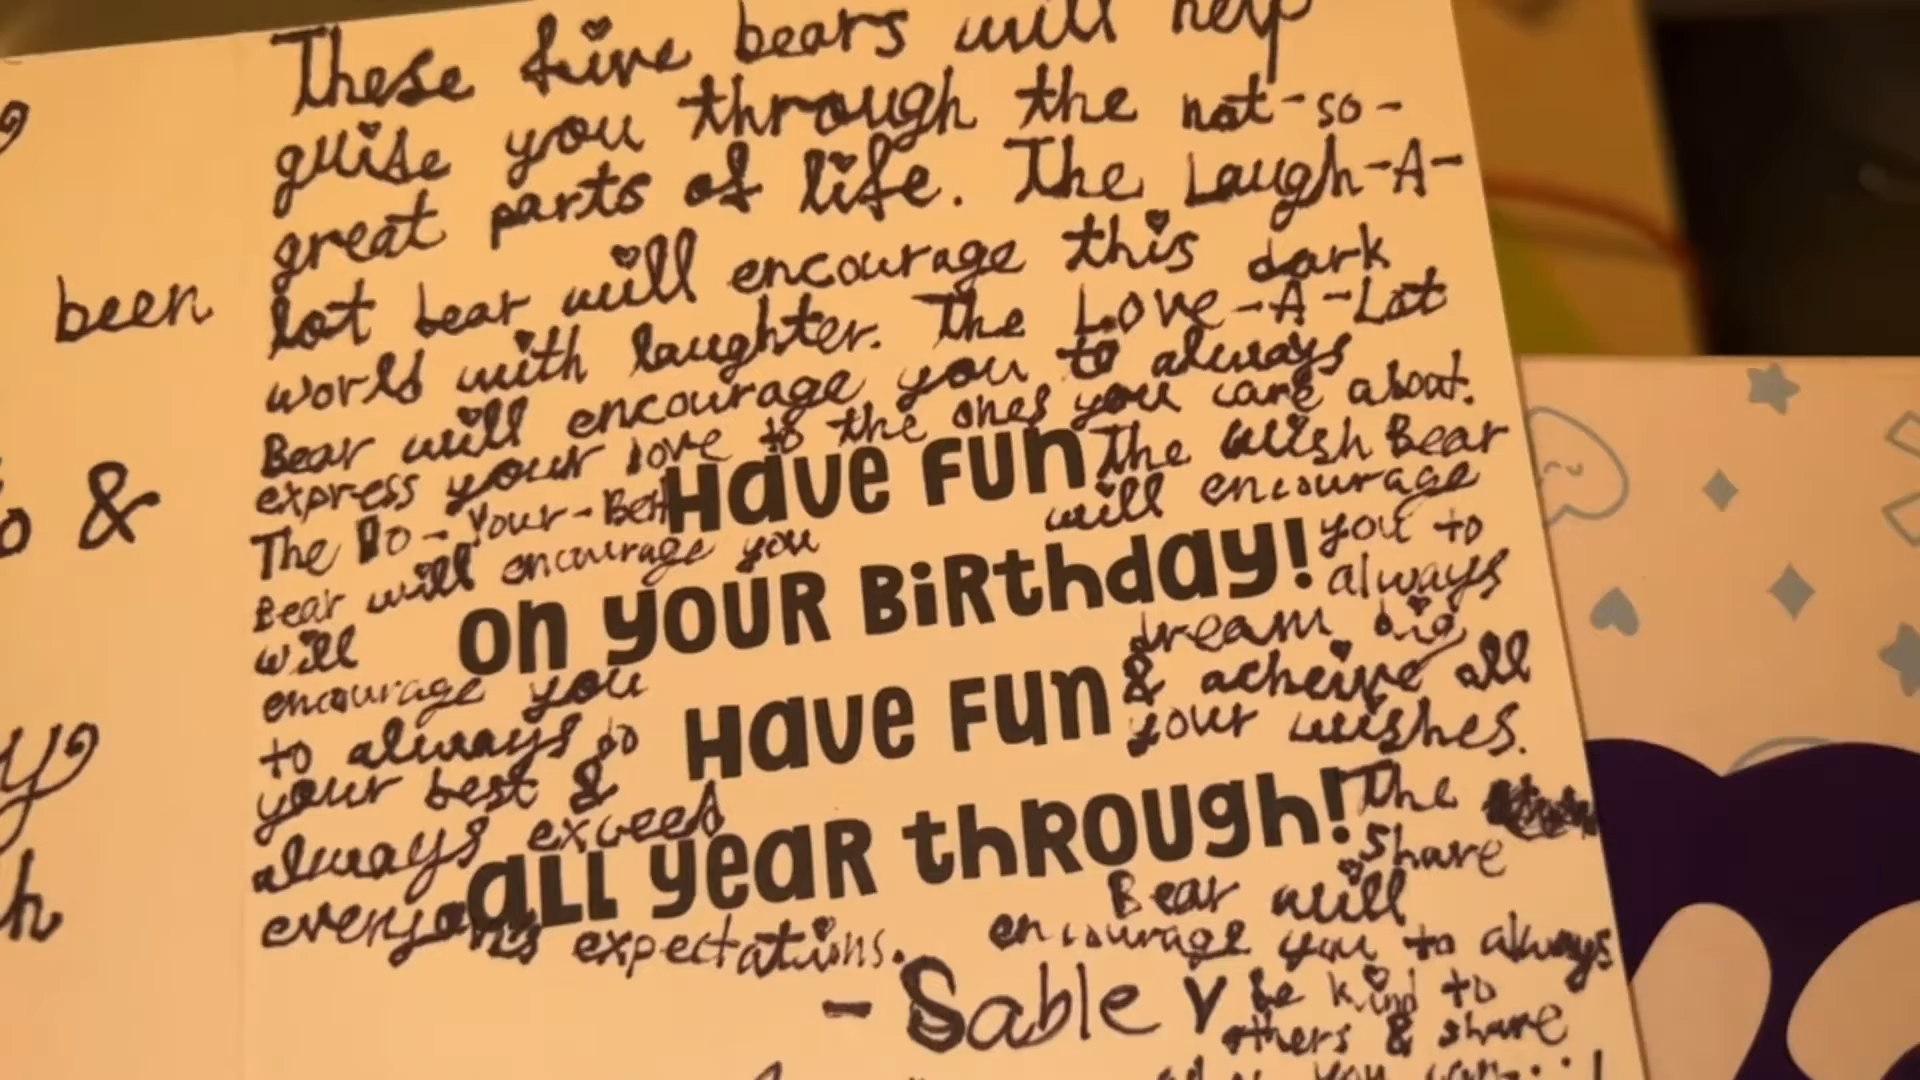 These five bears will help
guide you through the not-so-
great parts of life. The Laugh-A-
Lot bear will encourage this dark
world with laughter. The Love-A-Lot
Bear will encourage you to always
express your love to the ones you care about.
The Do-Your-Best
Bear will encourage you
will
encourage you
to always do
your best &
always exceed
everyone's expectations.
The Wish Bear
will encourage
you to
always
dream big
& acheive all
your wishes.
The
Share
Bear will
encourage you to always
be kind to
others & share
Have fun
on your Birthday!
Have fun
all year through!
- Sable V
been
&